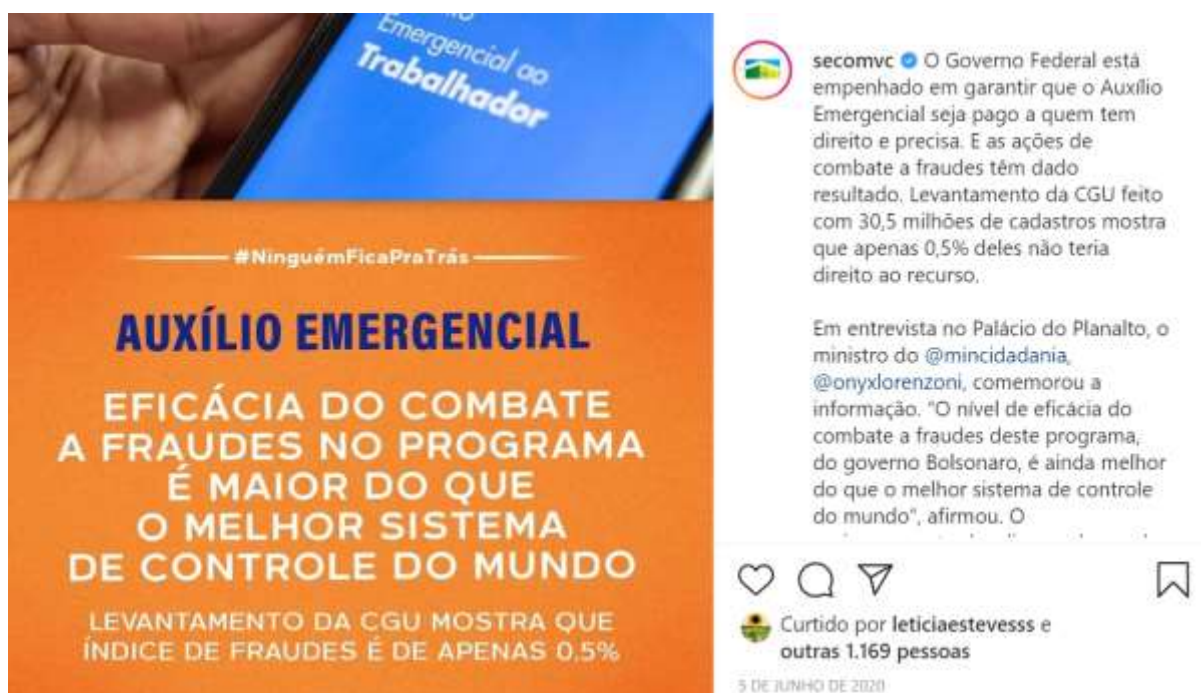 Emergencial ao
Trabalhador
#NinguémFicaPraTrás
AUXÍLIO EMERGENCIAL
EFICÁCIA DO COMBATE
A FRAUDES NO PROGRAMA
É MAIOR DO QUE
O MELHOR SISTEMA
DE CONTROLE DO MUNDO
LEVANTAMENTO DA CGU MOSTRA QUE
ÍNDICE DE FRAUDES É DE APENAS 0,5%
secomvc O Governo Federal está
empenhado em garantir que o Auxílio
Emergencial seja pago a quem tem
direito e precisa. E as ações de
combate a fraudes têm dado
resultado. Levantamento da CGU feito
com 30,5 milhões de cadastros mostra
que apenas 0,5% deles não teria
direito ao recurso.
Em entrevista no Palácio do Planalto, o
ministro do @mincidadania,
@onyxlorenzoni, comemorou a
informação. "O nível de eficácia do
combate a fraudes deste programa,
do governo Bolsonaro, é ainda melhor
do que o melhor sistema de controle
do mundo", afirmou. O
Curtido por leticiaestevesss e
outras 1.169 pessoas
5 DE JUNHO DE 2020